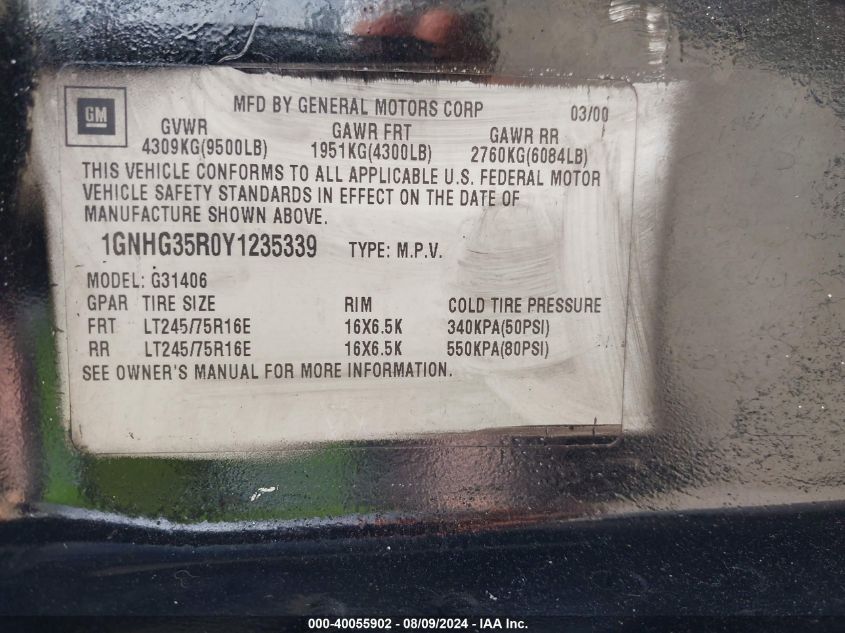 MFD BY GENERAL MOTORS CORP 03/00
GM
GVWR GAWR FRT GAWR RR
4309KG(9500LB) 1951KG(4300LB) 2760KG(6084LB)
THIS VEHICLE CONFORMS TO ALL APPLICABLE U.S. FEDERAL MOTOR
VEHICLE SAFETY STANDARDS IN EFFECT ON THE DATE OF
MANUFACTURE SHOWN ABOVE.
1GNHG35R0Y1235339 TYPE: M.P.V.
MODEL: G31406
GPAR TIRE SIZE RIM COLD TIRE PRESSURE
FRT LT245/75R16E 16X6.5K 340KPA(50PSI)
RR LT245/75R16E 16X6.5K 550KPA(80PSI)
SEE OWNER'S MANUAL FOR MORE INFORMATION.
000-40055902 - 08/09/2024 - IAA Inc.